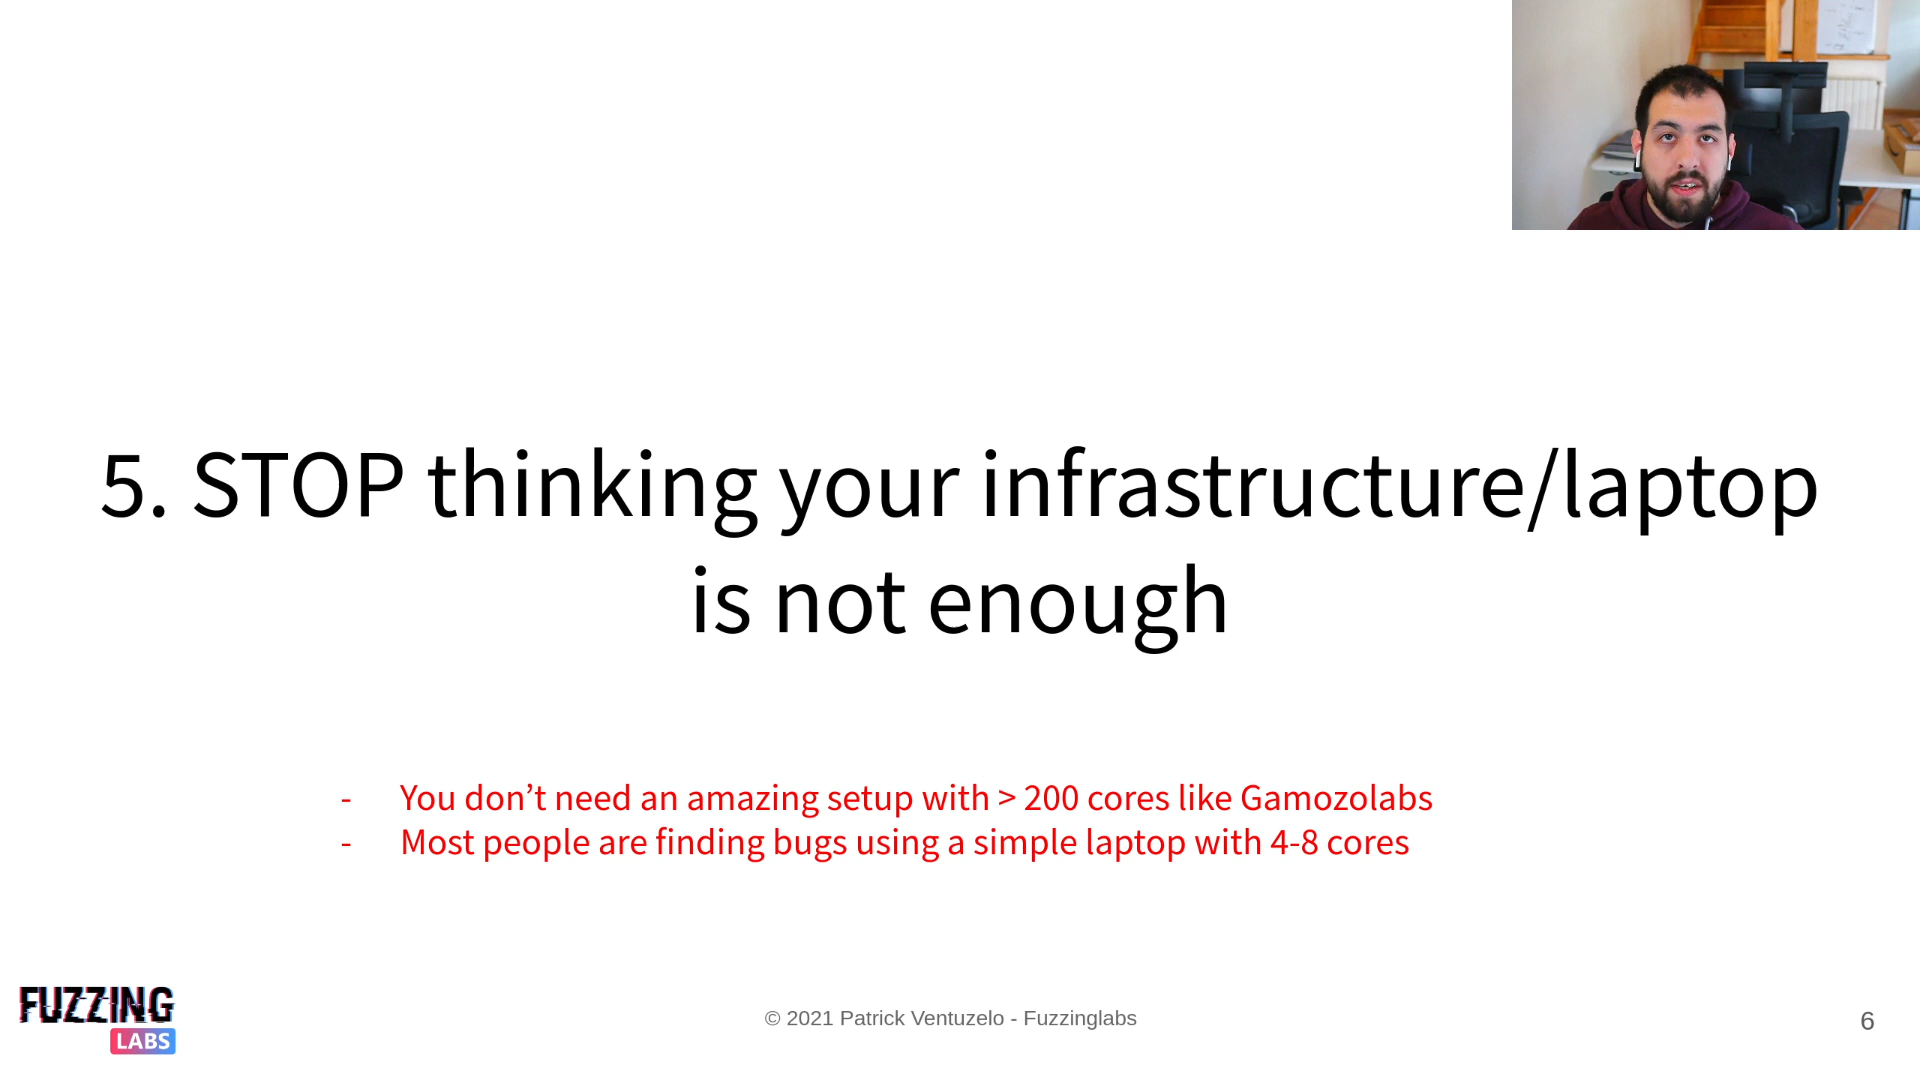 5. STOP thinking your infrastructure/laptop
is not enough
- You don’t need an amazing setup with > 200 cores like Gamozolabs
- Most people are finding bugs using a simple laptop with 4-8 cores
FUZZING
LABS
© 2021 Patrick Ventuzelo - Fuzzinglabs
6